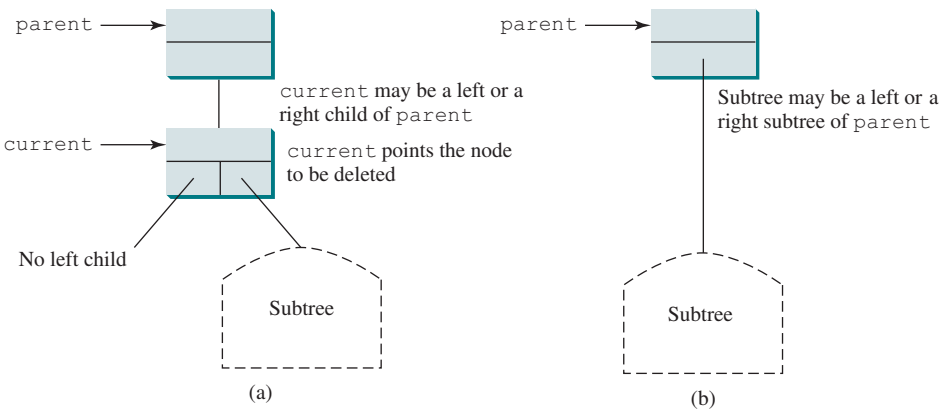 parent
current may be a left or a
right child of parent
current
current points the node
to be deleted
No left child
Subtree
(a)
parent
Subtree may be a left or a
right subtree of parent
Subtree
(b)